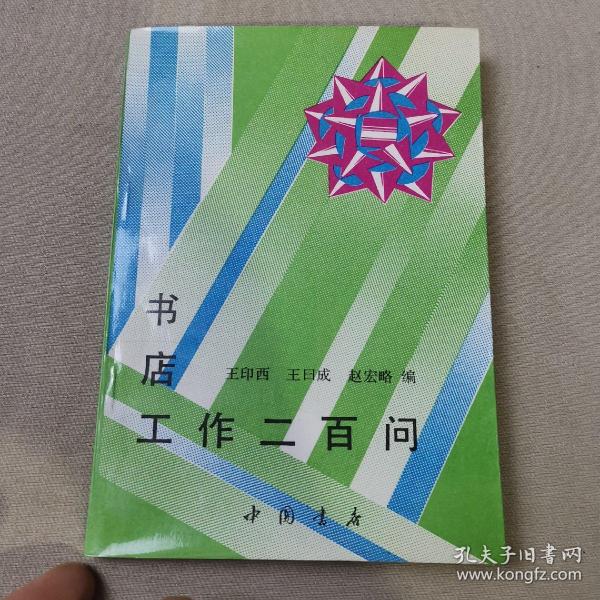 书
店
王印西 王日成 赵宏略 编
工作二百问
中国书店
孔夫子旧书网
www.kongfz.com